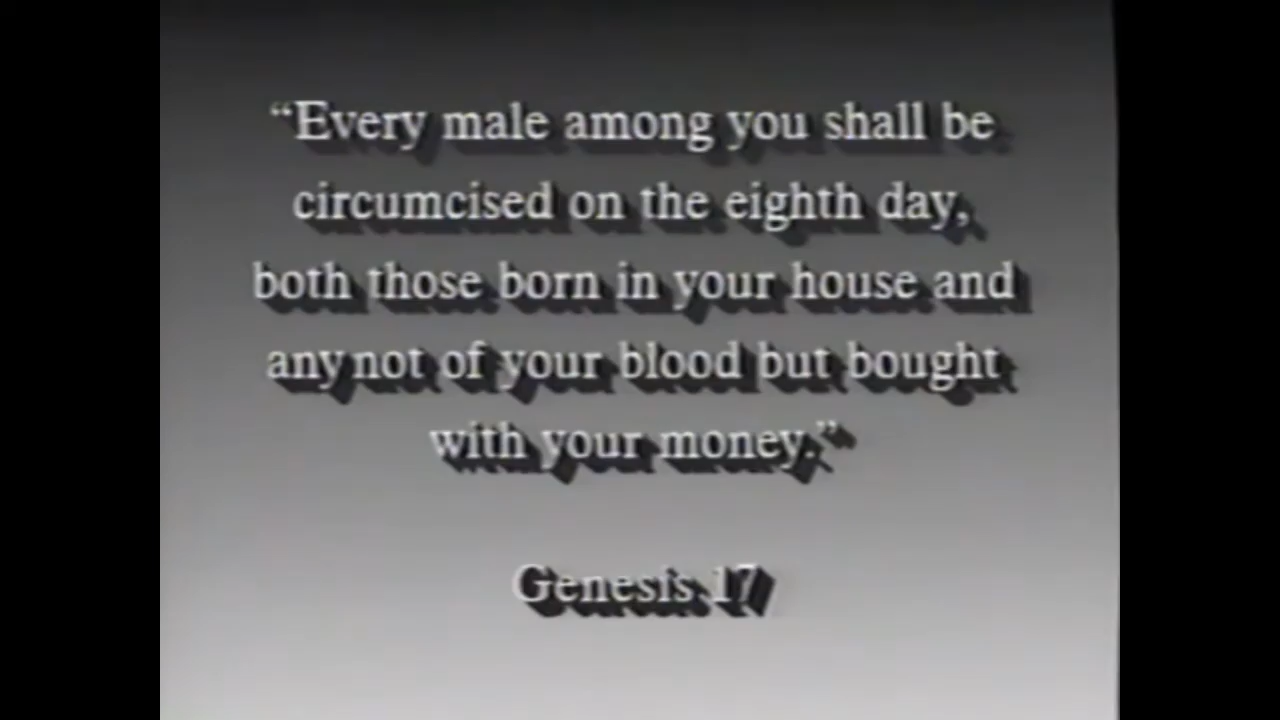 “Every male among you shall be
circumcised on the eighth day,
both those born in your house and
any not of your blood but bought
with your money.”
Genesis 17